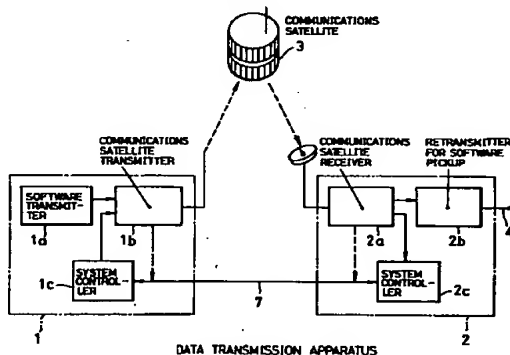 COMMUNICATIONS
SATELLITE
3
COMMUNICATIONS
SATELLITE
TRANSMITTER
COMMUNICATIONS
SATELLITE
RECEIVER
RETRANSMITTER
FOR SOFTWARE
PICKUP
SOFTWARE
TRANSMIT-
TER
1a
1b
2a
2b
4
1c
SYSTEM
CONTROL-
LER
7
SYSTEM
CONTROL-
LER
2c
1
2
DATA TRANSMISSION APPARATUS